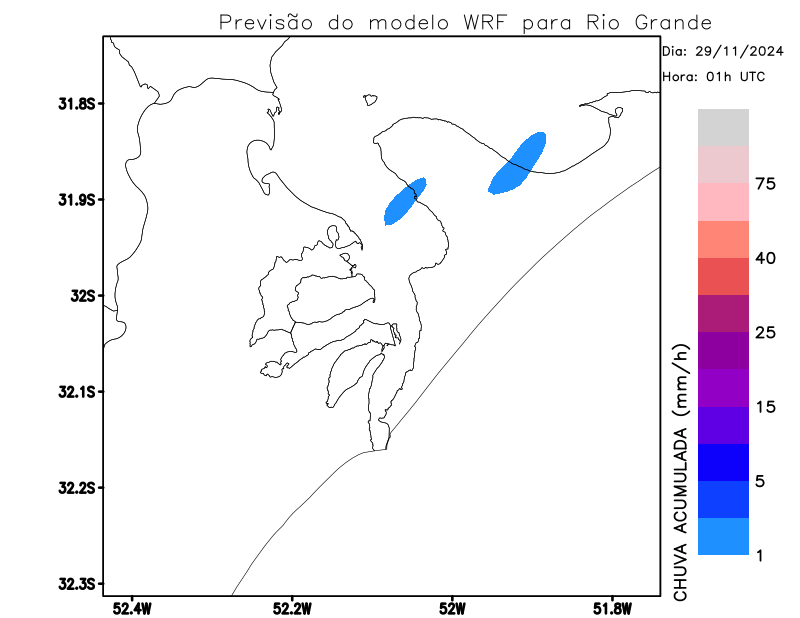 Previsão do modelo WRF para Rio Grande
Dia: 29/11/2024
Hora: 01h UTC
31.8S
31.9S
32S
32.1S
32.2S
32.3S
52.4W
52.2W
52W
51.8W
CHUVA ACUMULADA (mm/h)
75
40
25
15
5
1